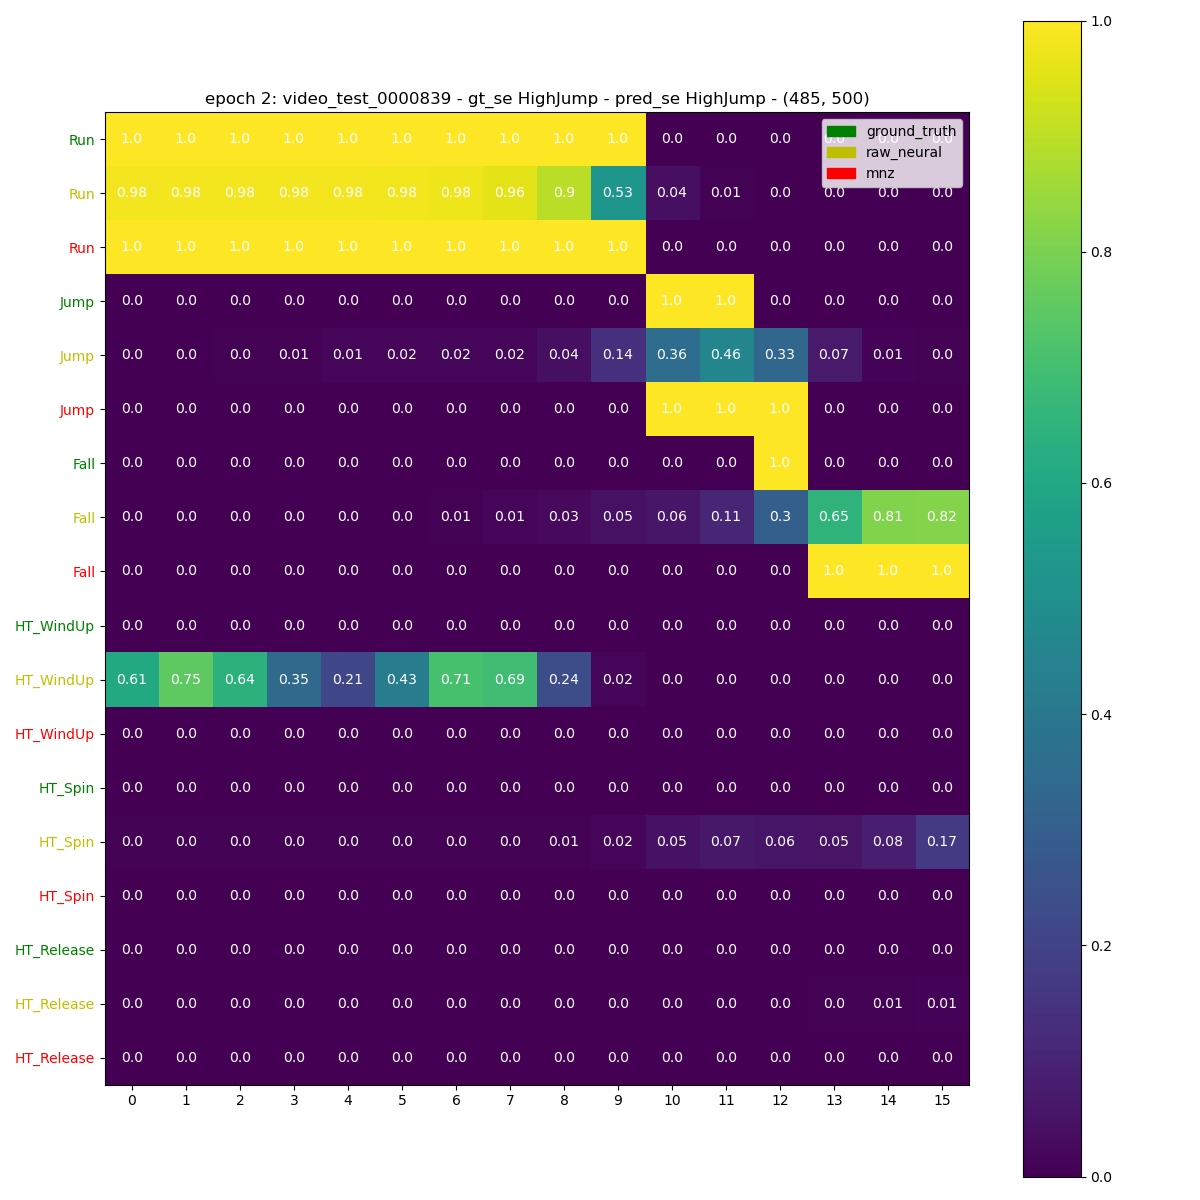 epoch 2: video_test_0000839 - gt_se HighJump - pred_se HighJump - (485, 500)
ground_truth
raw_neural
mnz
Run 1.0 1.0 1.0 1.0 1.0 1.0 1.0 1.0 1.0 1.0 0.0 0.0 0.0 0.0 0.0 0.0
Run 0.98 0.98 0.98 0.98 0.98 0.98 0.98 0.96 0.9 0.53 0.04 0.01 0.0 0.0 0.0 0.0
Run 1.0 1.0 1.0 1.0 1.0 1.0 1.0 1.0 1.0 1.0 0.0 0.0 0.0 0.0 0.0 0.0
Jump 0.0 0.0 0.0 0.0 0.0 0.0 0.0 0.0 0.0 0.0 1.0 1.0 0.0 0.0 0.0 0.0
Jump 0.0 0.0 0.0 0.01 0.01 0.02 0.02 0.02 0.04 0.14 0.36 0.46 0.33 0.07 0.01 0.0
Jump 0.0 0.0 0.0 0.0 0.0 0.0 0.0 0.0 0.0 0.0 1.0 1.0 1.0 0.0 0.0 0.0
Fall 0.0 0.0 0.0 0.0 0.0 0.0 0.0 0.0 0.0 0.0 0.0 0.0 1.0 0.0 0.0 0.0
Fall 0.0 0.0 0.0 0.0 0.0 0.0 0.01 0.01 0.03 0.05 0.06 0.11 0.3 0.65 0.81 0.82
Fall 0.0 0.0 0.0 0.0 0.0 0.0 0.0 0.0 0.0 0.0 0.0 0.0 0.0 1.0 1.0 1.0
HT_WindUp 0.0 0.0 0.0 0.0 0.0 0.0 0.0 0.0 0.0 0.0 0.0 0.0 0.0 0.0 0.0 0.0
HT_WindUp 0.61 0.75 0.64 0.35 0.21 0.43 0.71 0.69 0.24 0.02 0.0 0.0 0.0 0.0 0.0 0.0
HT_WindUp 0.0 0.0 0.0 0.0 0.0 0.0 0.0 0.0 0.0 0.0 0.0 0.0 0.0 0.0 0.0 0.0
HT_Spin 0.0 0.0 0.0 0.0 0.0 0.0 0.0 0.0 0.0 0.0 0.0 0.0 0.0 0.0 0.0 0.0
HT_Spin 0.0 0.0 0.0 0.0 0.0 0.0 0.0 0.0 0.01 0.02 0.05 0.07 0.06 0.05 0.08 0.17
HT_Spin 0.0 0.0 0.0 0.0 0.0 0.0 0.0 0.0 0.0 0.0 0.0 0.0 0.0 0.0 0.0 0.0
HT_Release 0.0 0.0 0.0 0.0 0.0 0.0 0.0 0.0 0.0 0.0 0.0 0.0 0.0 0.0 0.0 0.0
HT_Release 0.0 0.0 0.0 0.0 0.0 0.0 0.0 0.0 0.0 0.0 0.0 0.0 0.0 0.0 0.01 0.01
HT_Release 0.0 0.0 0.0 0.0 0.0 0.0 0.0 0.0 0.0 0.0 0.0 0.0 0.0 0.0 0.0 0.0
0 1 2 3 4 5 6 7 8 9 10 11 12 13 14 15
1.0
0.8
0.6
0.4
0.2
0.0